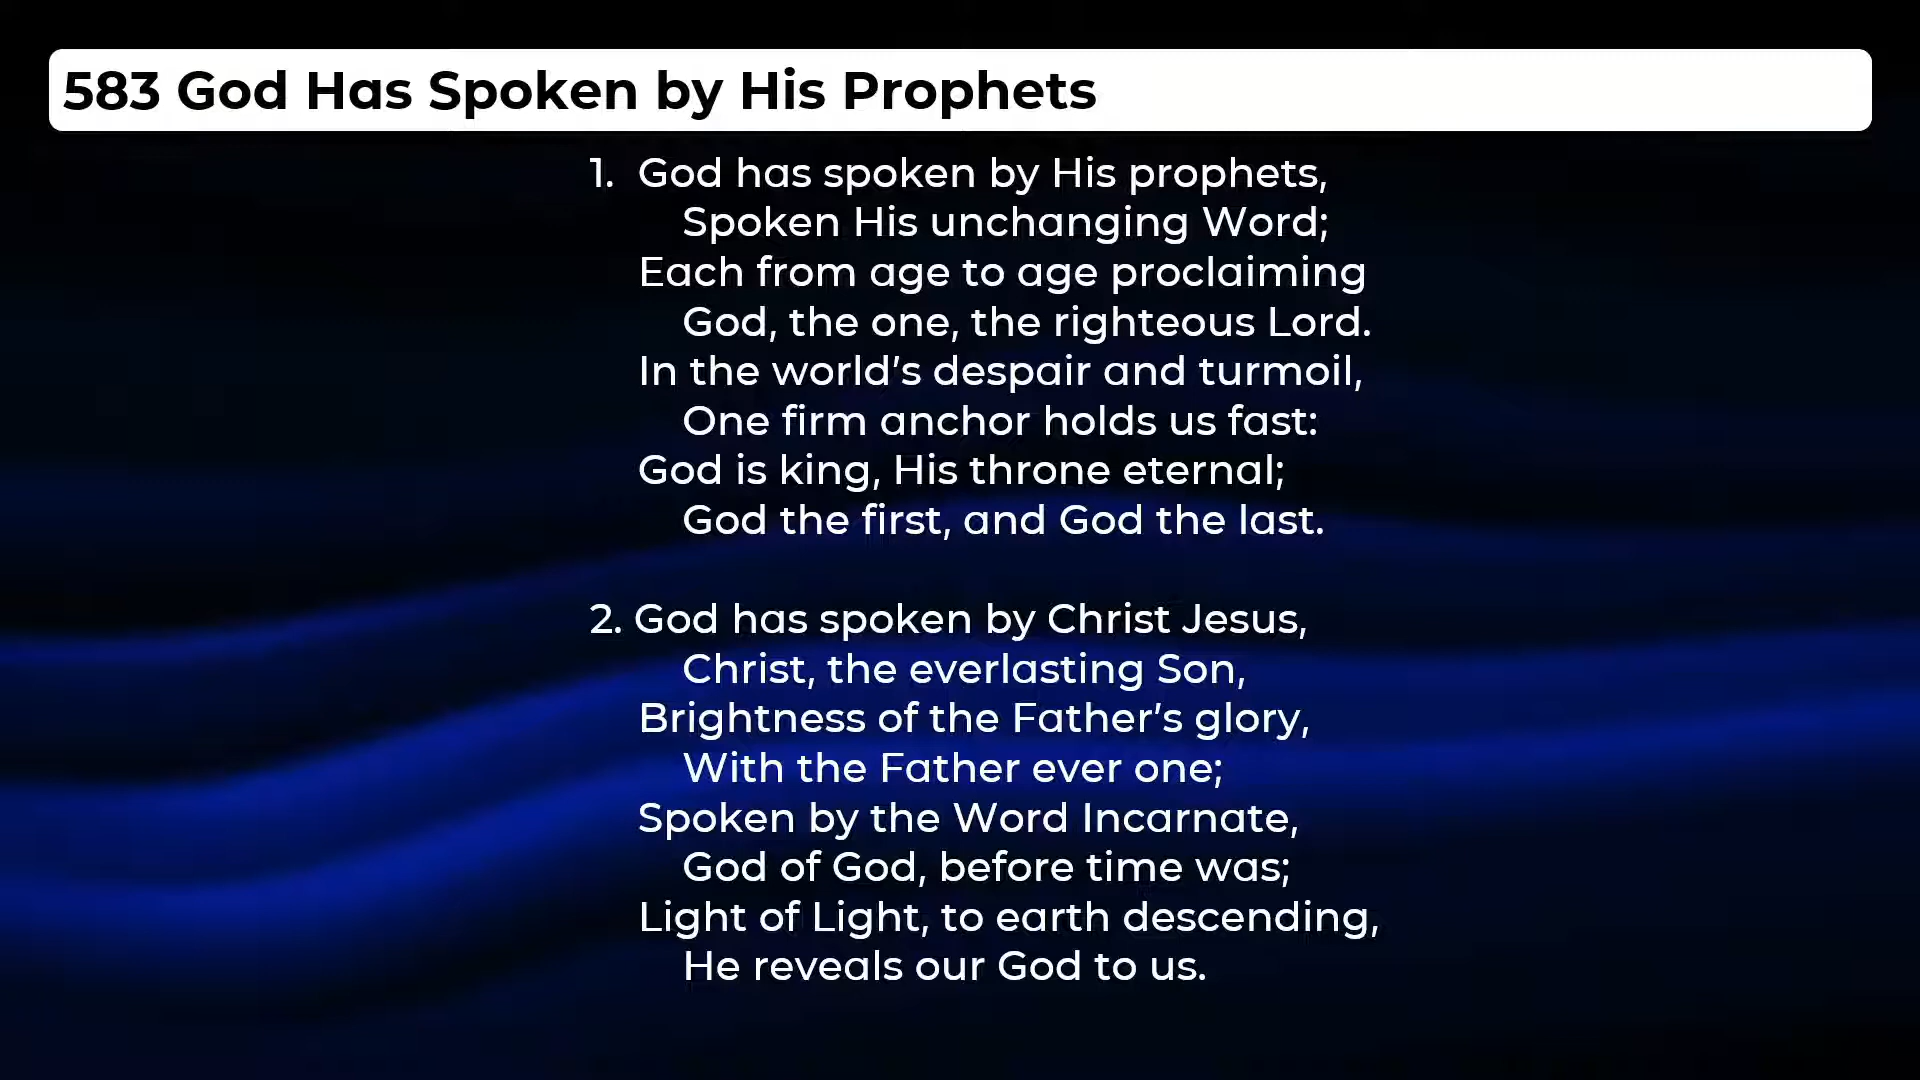 583 God Has Spoken by His Prophets
1. God has spoken by His prophets,
Spoken His unchanging Word;
Each from age to age proclaiming
God, the one, the righteous Lord.
In the world’s despair and turmoil,
One firm anchor holds us fast:
God is king, His throne eternal;
God the first, and God the last.
2. God has spoken by Christ Jesus,
Christ, the everlasting Son,
Brightness of the Father’s glory,
With the Father ever one;
Spoken by the Word Incarnate,
God of God, before time was;
Light of Light, to earth descending,
He reveals our God to us.